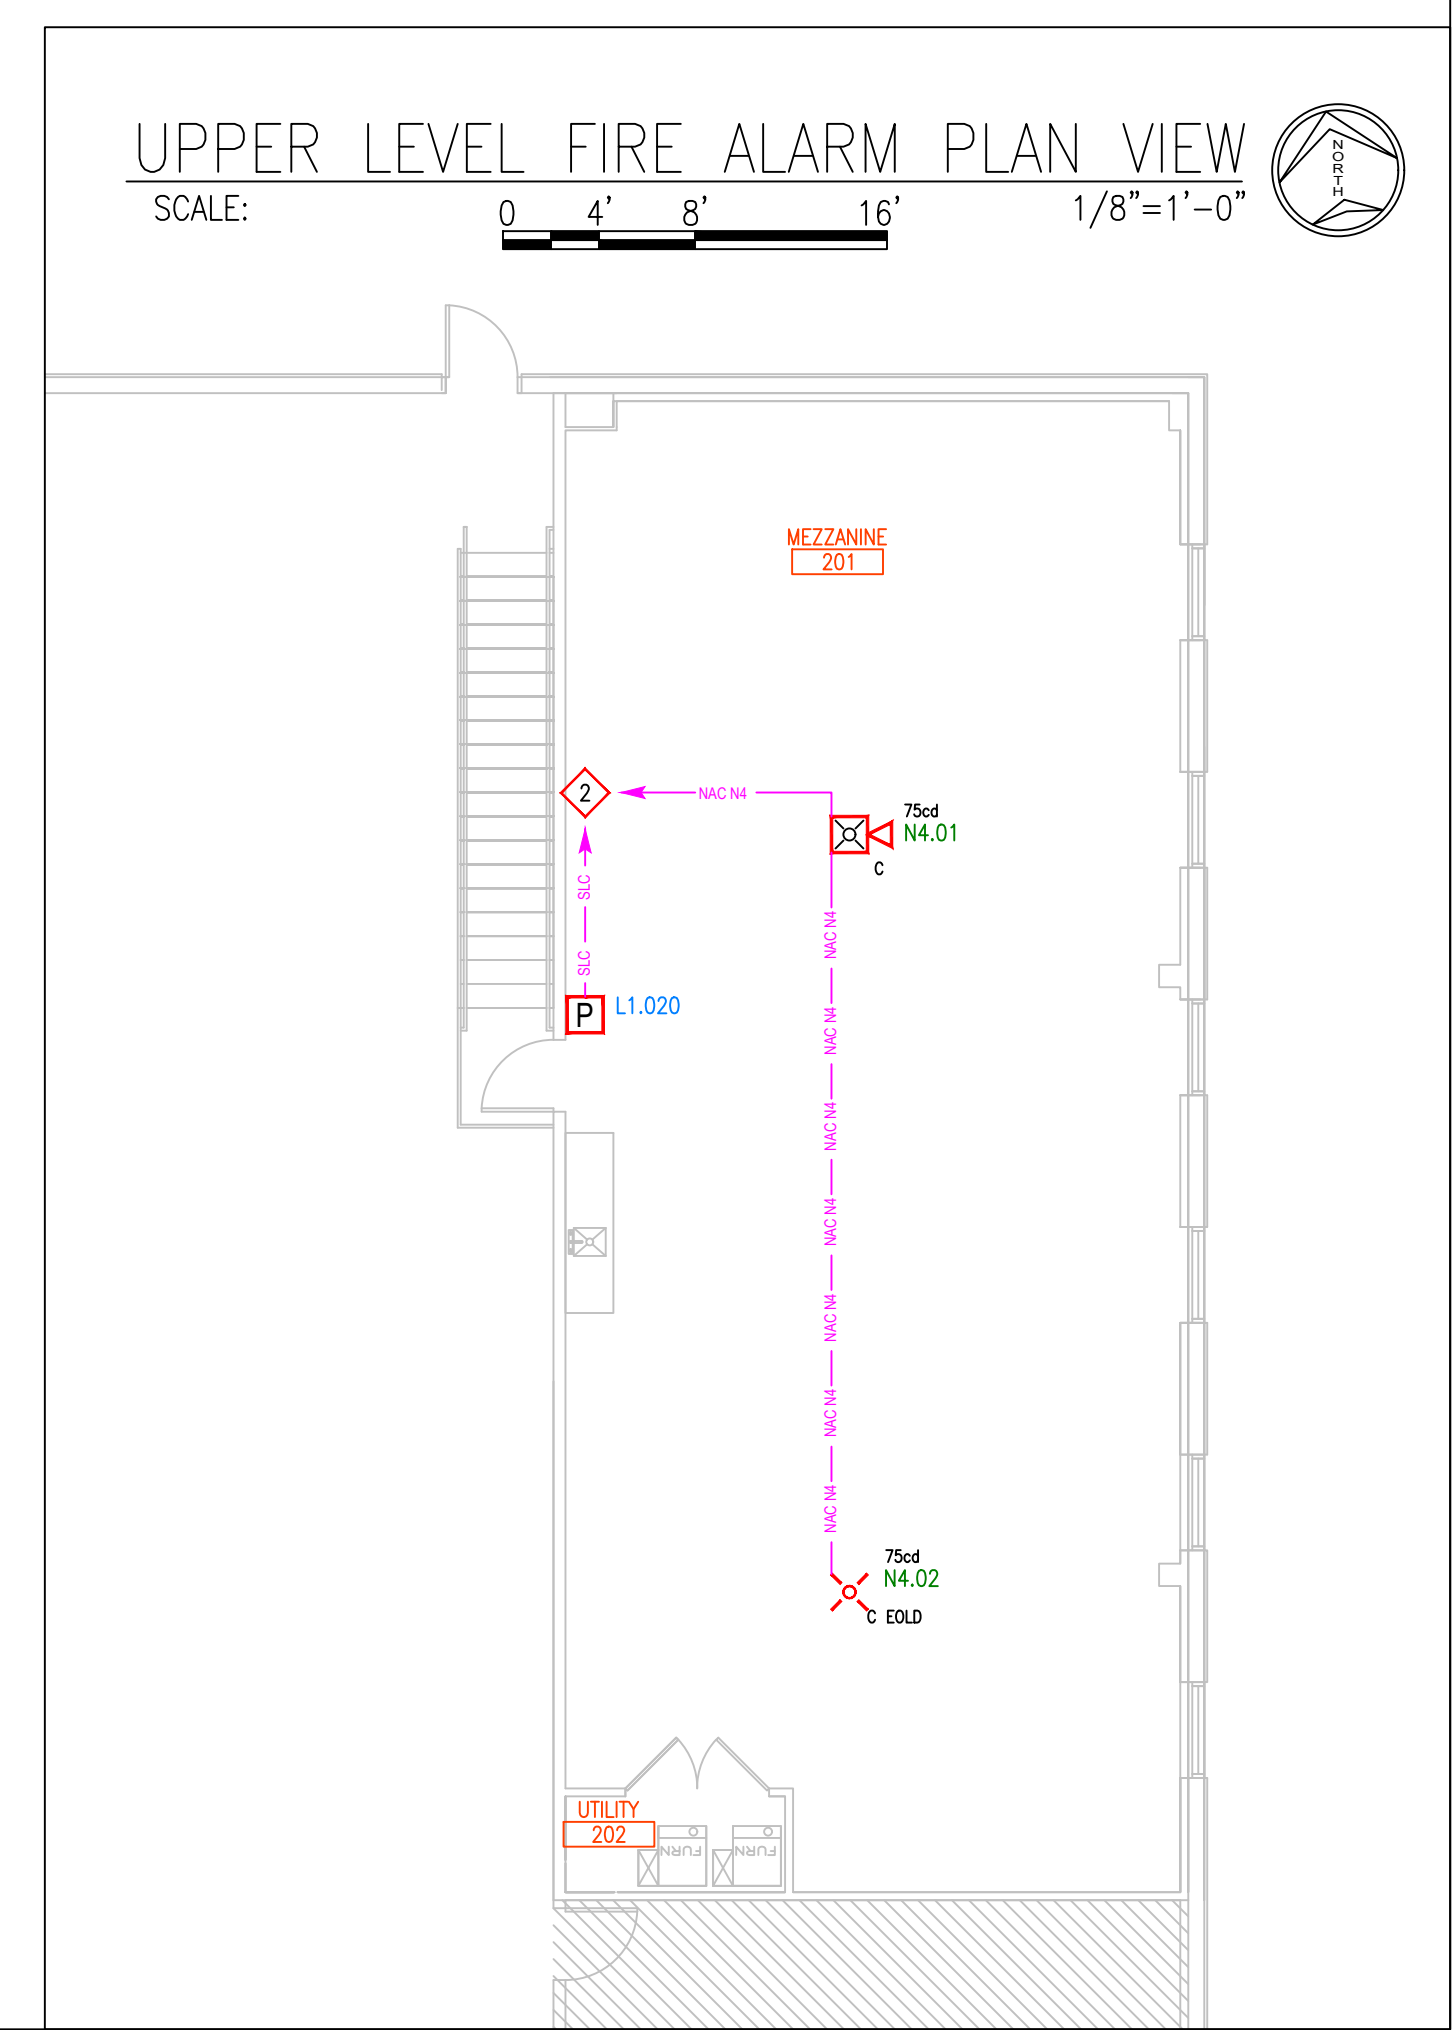 UPPER LEVEL FIRE ALARM PLAN VIEW
NORTH
SCALE:
0 4' 8' 16'
1/8"=1'-0"
MEZZANINE
201
2
NAC N4
75cd
N4.01
C
SLC
SLC
P
L1.020
NAC N4
NAC N4
NAC N4
NAC N4
NAC N4
NAC N4
NAC N4
75cd
N4.02
C EOLD
UTILITY
202
FURN
FURN